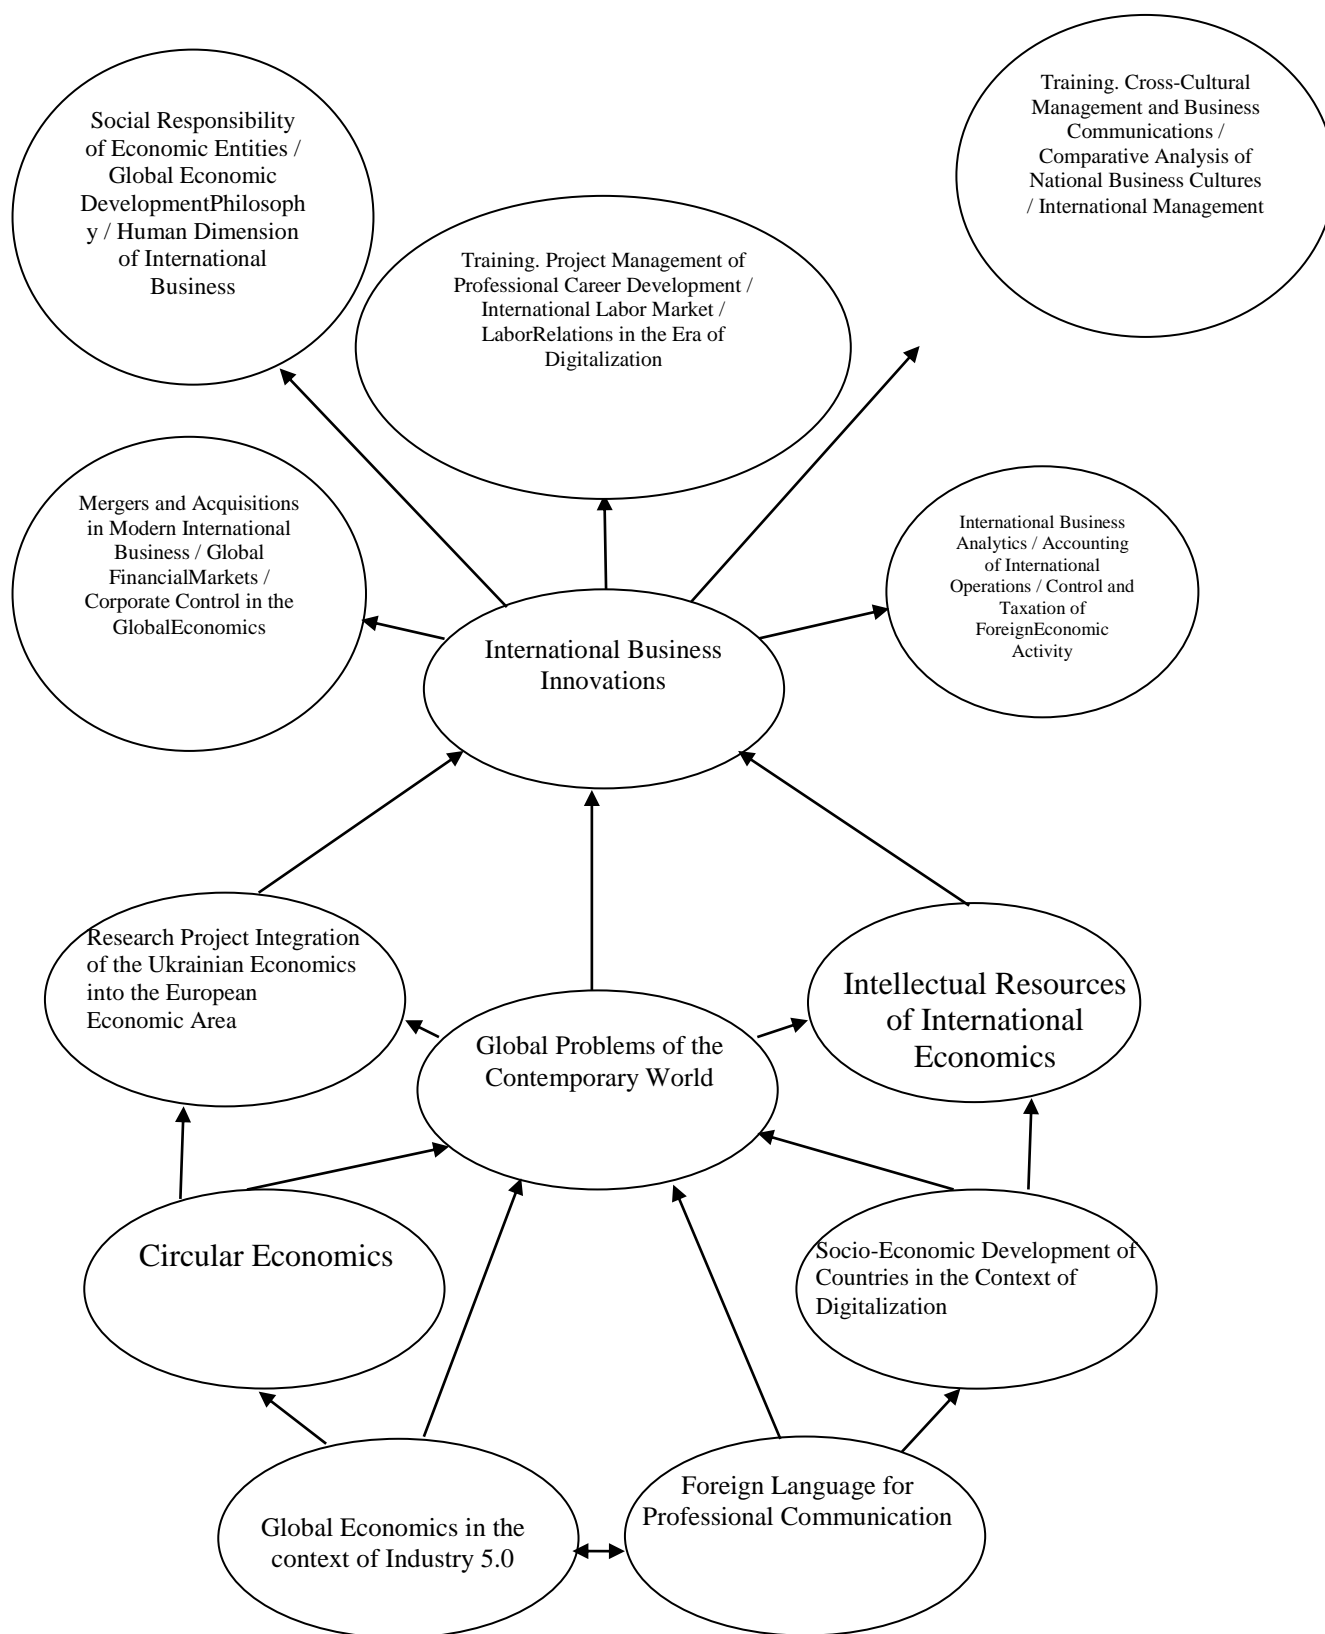 Training. Cross-Cultural
Management and Business
Communications /
Comparative Analysis of
National Business Cultures
/ International Management
Social Responsibility
of Economic Entities /
Global Economic
DevelopmentPhilosoph
y / Human Dimension
of International
Business
Training. Project Management of
Professional Career Development /
International Labor Market /
LaborRelations in the Era of
Digitalization
Mergers and Acquisitions
in Modern International
Business / Global
FinancialMarkets /
Corporate Control in the
GlobalEconomics
International Business
Analytics / Accounting
of International
Operations / Control and
Taxation of
ForeignEconomic
Activity
International Business
Innovations
Research Project Integration
of the Ukrainian Economics
into the European
Economic Area
Intellectual Resources
of International
Economics
Global Problems of the
Contemporary World
Circular Economics
Socio-Economic Development of
Countries in the Context of
Digitalization
Global Economics in the
context of Industry 5.0
Foreign Language for
Professional Communication